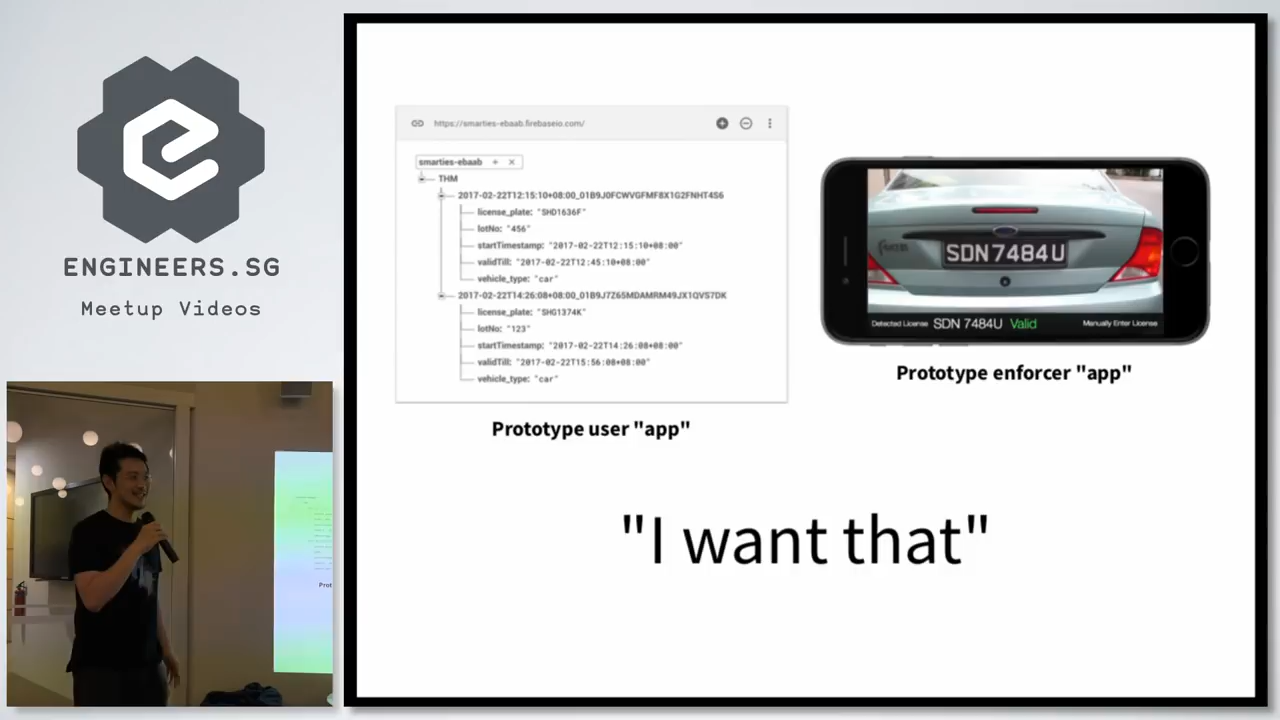 ENGINEERS.SG
Meetup Videos
https://smarties-ebaab.firebaseio.com/
smarties-ebaab + ×
THM
2017-02-22T12:15:10+08:00_01B9J0FCWVGFMF8X1G2FNHT4S6
license_plate: "SHD1636F"
lotNo: "456"
startTimestamp: "2017-02-22T12:15:10+08:00"
validTill: "2017-02-22T12:45:10+08:00"
vehicle_type: "car"
2017-02-22T14:26:08+08:00_01B9J7Z65MDAMRM49JX1QVS7DK
license_plate: "SHG1374K"
lotNo: "123"
startTimestamp: "2017-02-22T14:26:08+08:00"
validTill: "2017-02-22T15:56:08+08:00"
vehicle_type: "car"
Prototype user "app"
SDN7484U
Detected License SDN 7484U Valid Manually Enter License
Prototype enforcer "app"
"I want that"
Prot